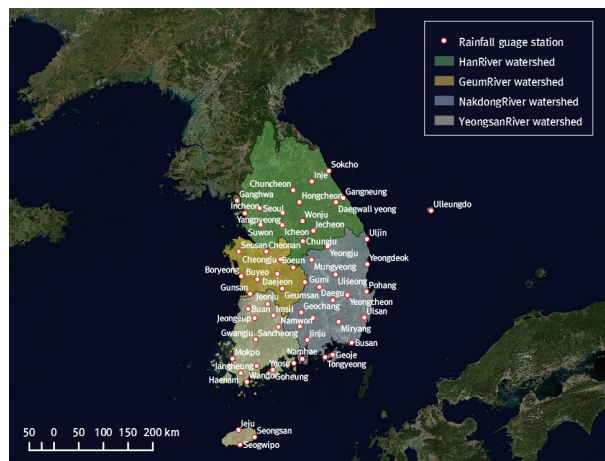 Rainfall guage station
HanRiver watershed
GeumRiver watershed
NakdongRiver watershed
YeongsanRiver watershed
Sokcho
Inje
Chuncheon
Ganghwa
Hongcheon
Gangneung
Incheon
Seoul
Daegwall yeong
Ulleungdo
Yangpyeong
Wonju
Suwon
Icheon
Jecheon
Chungju
Uljin
Seosan
Cheonan
Yeongju
Cheongju
Boeun
Mungyeong
Yeongdeok
Boryeong
Buyeo
Daejeon
Gumi
Uiseong
Gunsan
Geumsan
Daegu
Pohang
Jeonju
Geochang
Yeongcheon
Buan
Imsil
Ulsan
Jeongeup
Namwon
Gwangju
Sancheong
Jinju
Miryang
Busan
Mokpo
Namhae
Geoje
Jangheung
Yaosu
Tongyeong
Wando
Goheung
Haenam
Jeju
Seongsan
Seogwipo
50 0 50 100 150 200 km